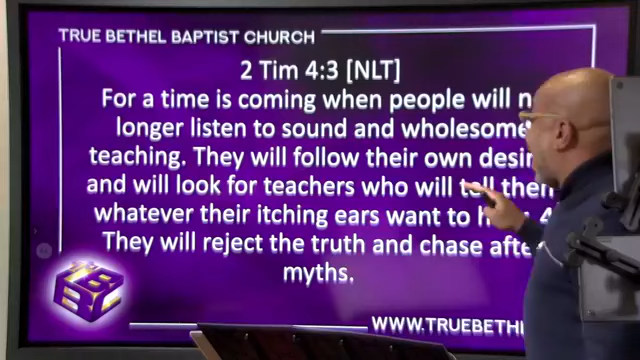 TRUE BETHEL BAPTIST CHURCH
2 Tim 4:3 [NLT]
For a time is coming when people will
longer listen to sound and wholesome
teaching. They will follow their own
and will look for teachers who will tell
whatever their itching ears want to
They will reject the truth and chase
myths.
TBBC